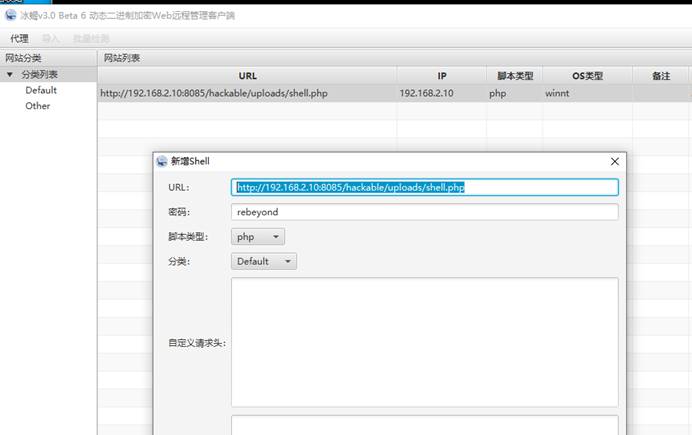 冰蝎v3.0 Beta 6 动态二进制加密Web远程管理客户端
代理 导入 批量检测
网站分类 网站列表
分类列表
Default
Other
URL IP 脚本类型 OS类型 备注
http://192.168.2.10:8085/hackable/uploads/shell.php 192.168.2.10 php winnt
新增Shell
URL: http://192.168.2.10:8085/hackable/uploads/shell.php
密码: rebeyond
脚本类型: php
分类: Default
自定义请求头: